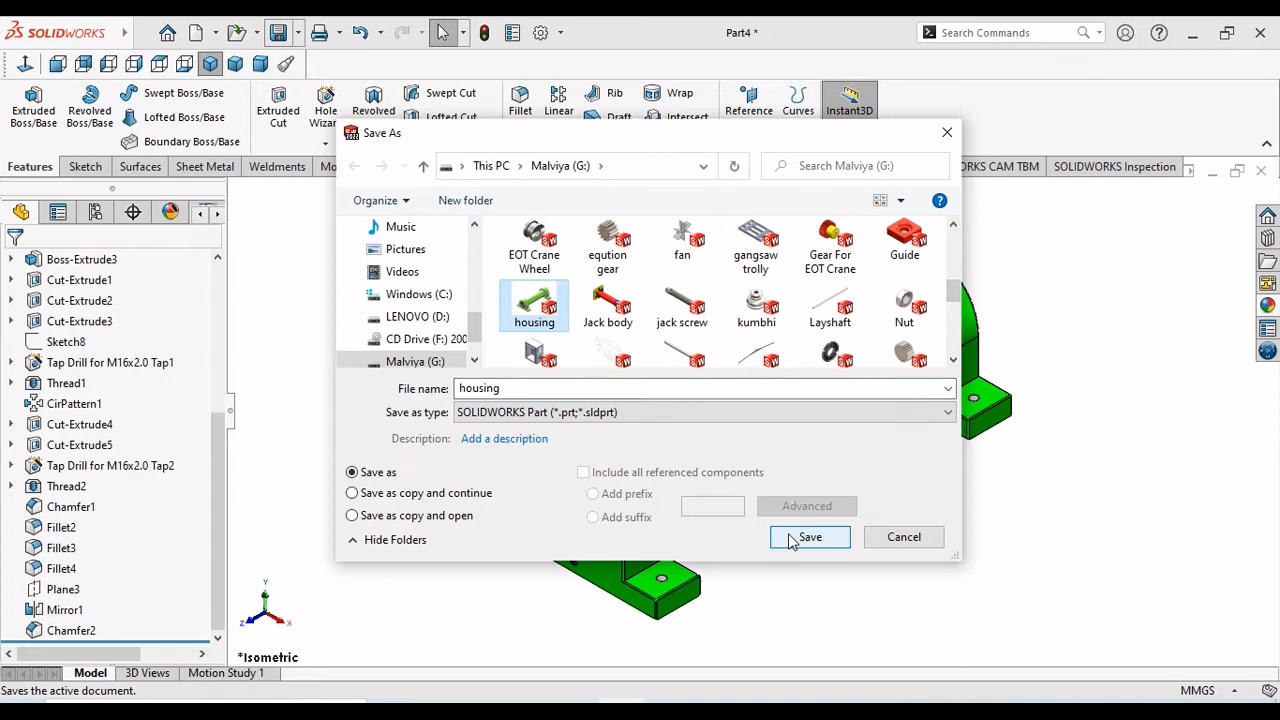 SOLIDWORKS
Part4 *
Search Commands
Extruded Boss/Base
Revolved Boss/Base
Swept Boss/Base
Lofted Boss/Base
Boundary Boss/Base
Extruded Cut
Hole Wizar
Revolved
Swept Cut
Lofted Cut
Fillet
Linear
Rib
Draft
Wrap
Intersect
Reference
Curves
Instant3D
Features
Sketch
Surfaces
Sheet Metal
Weldments
Mo
RKS CAM TBM
SOLIDWORKS Inspection
Boss-Extrude3
Cut-Extrude1
Cut-Extrude2
Cut-Extrude3
Sketch8
Tap Drill for M16x2.0 Tap1
Thread1
CirPattern1
Cut-Extrude4
Cut-Extrude5
Tap Drill for M16x2.0 Tap2
Thread2
Chamfer1
Fillet2
Fillet3
Fillet4
Plane3
Mirror1
Chamfer2
Save As
This PC > Malviya (G:) >
Search Malviya (G:)
Organize
New folder
Music
Pictures
Videos
Windows (C:)
LENOVO (D:)
CD Drive (F:) 200
Malviya (G:)
EOT Crane Wheel
eqution gear
fan
gangsaw trolly
Gear For EOT Crane
Guide
housing
Jack body
jack screw
kumbhi
Layshaft
Nut
File name: housing
Save as type: SOLIDWORKS Part (*.prt;*.sldprt)
Description: Add a description
Save as
Save as copy and continue
Save as copy and open
Include all referenced components
Add prefix
Add suffix
Advanced
Hide Folders
Save
Cancel
Y
Z
X
*Isometric
Model
3D Views
Motion Study 1
Saves the active document.
MMGS